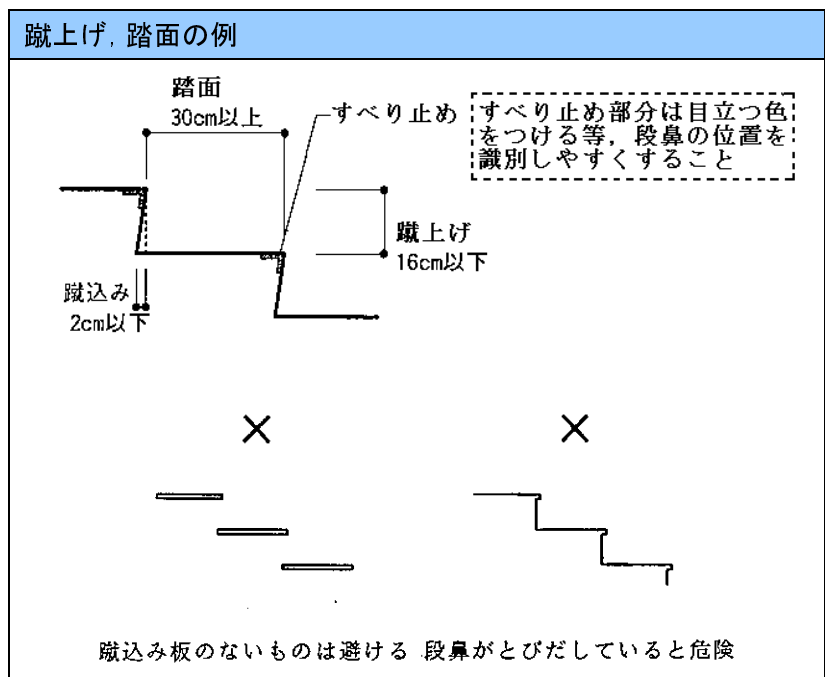 蹴上げ，踏面の例
踏面
30cm以上
すべり止め
すべり止め部分は目立つ色
をつける等，段鼻の位置を
識別しやすくすること
蹴上げ
16cm以下
蹴込み
2cm以下
×
×
蹴込み板のないものは避ける 段鼻がとびだしていると危険